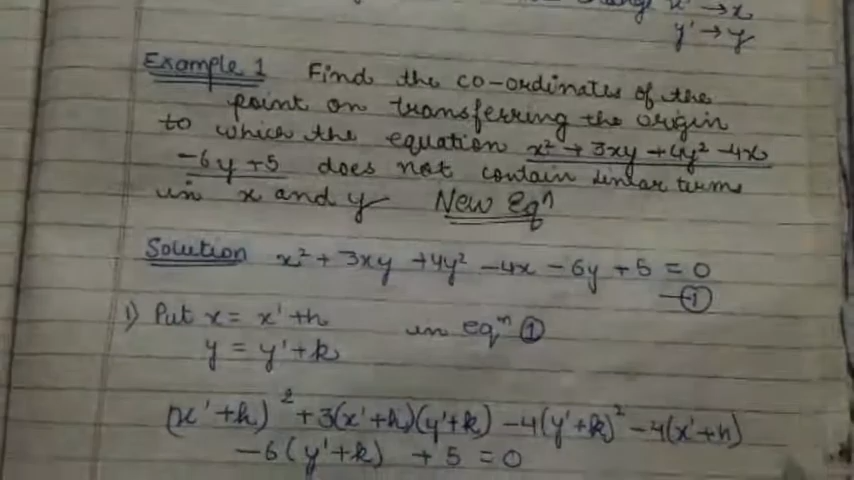 x' → x
y' → y
Example 1 Find the co-ordinates of the
point on transferring the origin
to which the equation x² + 3xy + 4y² - 4x
- 6y + 5 does not contain linear terms
in x and y New eqⁿ
Solution x² + 3xy + 4y² - 4x - 6y + 5 = 0
— ①
1) Put x = x' + h in eqⁿ ①
y = y' + k
(x' + h)² + 3(x' + h)(y' + k) - 4(y' + k)² - 4(x' + h)
- 6(y' + k) + 5 = 0